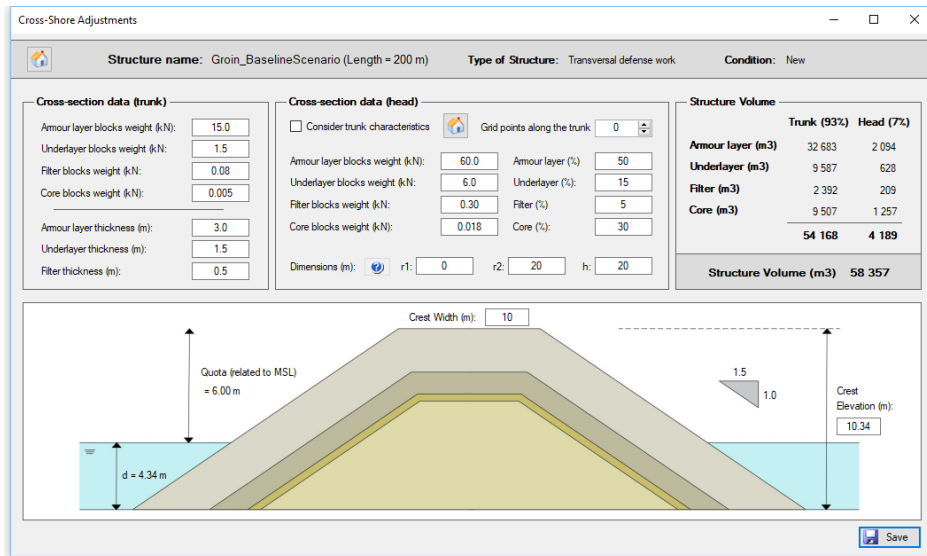 Cross-Shore Adjustments
Structure name: Groin_BaselineScenario (Length = 200 m) Type of Structure: Transversal defense work Condition: New
Cross-section data (trunk)
Armour layer blocks weight (kN): 15.0
Underlayer blocks weight (kN: 1.5
Filter blocks weight (kN: 0.08
Core blocks weight (kN): 0.005
Armour layer thickness (m): 3.0
Underlayer thickness (m): 1.5
Filter thickness (m): 0.5
Cross-section data (head)
Consider trunk characteristics Grid points along the trunk 0
Armour layer blocks weight (kN): 60.0 Armour layer (%) 50
Underlayer blocks weight (kN: 6.0 Underlayer (%): 15
Filter blocks weight (kN: 0.30 Filter (%) 5
Core blocks weight (kN): 0.018 Core (%): 30
Dimensions (m): ? r1: 0 r2: 20 h: 20
Structure Volume
Trunk (93%) Head (7%)
Armour layer (m3) 32 683 2 094
Underlayer (m3) 9 587 628
Filter (m3) 2 392 209
Core (m3) 9 507 1 257
54 168 4 189
Structure Volume (m3) 58 357
Crest Width (m): 10
Quota (related to MSL)
= 6.00 m
1.5
1.0
Crest
Elevation (m):
10.34
d = 4.34 m
Save